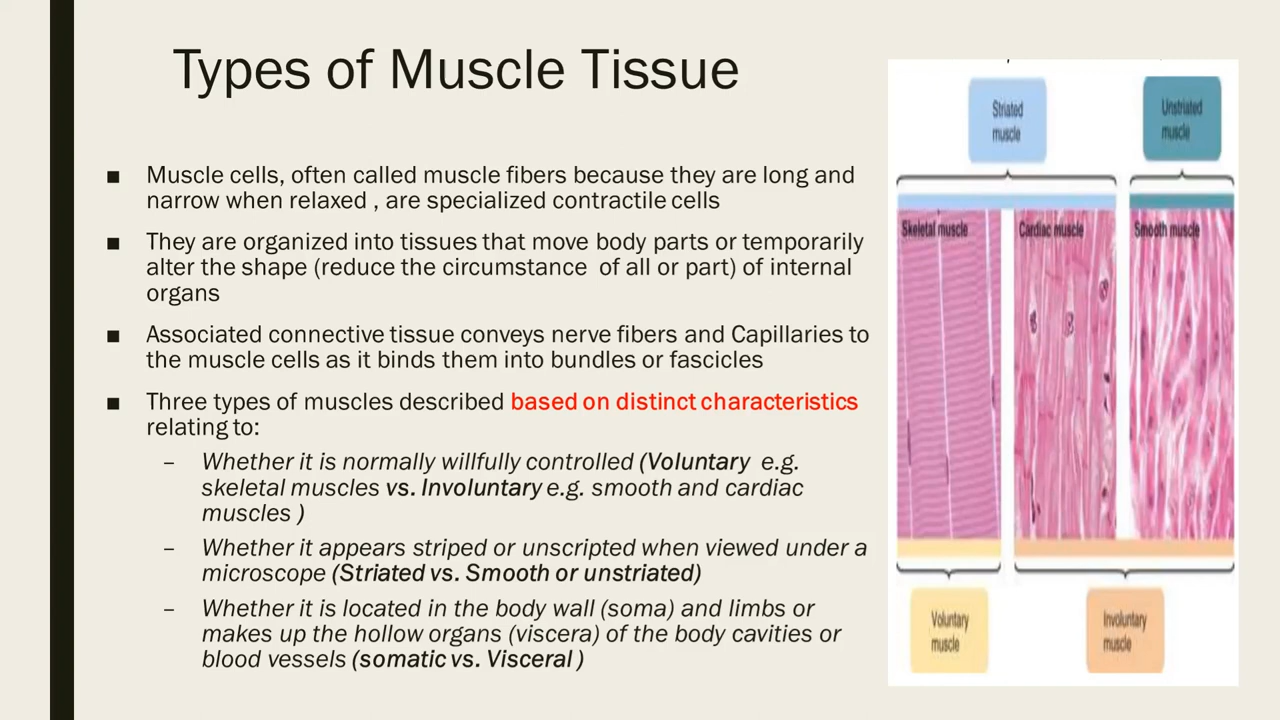 Types of Muscle Tissue
■ Muscle cells, often called muscle fibers because they are long and
narrow when relaxed , are specialized contractile cells
■ They are organized into tissues that move body parts or temporarily
alter the shape (reduce the circumstance of all or part) of internal
organs
■ Associated connective tissue conveys nerve fibers and Capillaries to
the muscle cells as it binds them into bundles or fascicles
■ Three types of muscles described based on distinct characteristics
relating to:
– Whether it is normally willfully controlled (Voluntary e.g.
skeletal muscles vs. Involuntary e.g. smooth and cardiac
muscles )
– Whether it appears striped or unscripted when viewed under a
microscope (Striated vs. Smooth or unstriated)
– Whether it is located in the body wall (soma) and limbs or
makes up the hollow organs (viscera) of the body cavities or
blood vessels (somatic vs. Visceral )
Striated
muscle
Unstriated
muscle
Skeletal muscle
Cardiac muscle
Smooth muscle
Voluntary
muscle
Involuntary
muscle